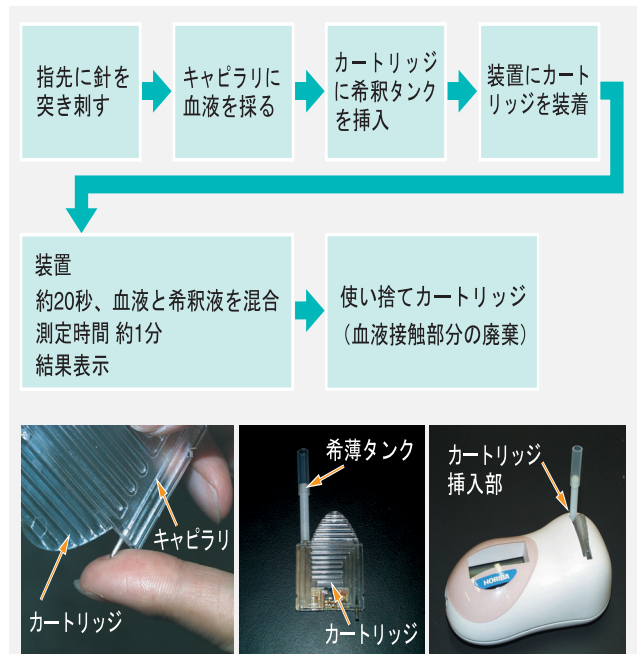 指先に針を
突き刺す
キャピラリに
血液を採る
カートリッジ
に希釈タンク
を挿入
装置にカート
リッジを装着
装置
約20秒、血液と希釈液を混合
測定時間 約1分
結果表示
使い捨てカートリッジ
（血液接触部分の廃棄）
キャピラリ
カートリッジ
希薄タンク
カートリッジ
カートリッジ
挿入部
HORIBA